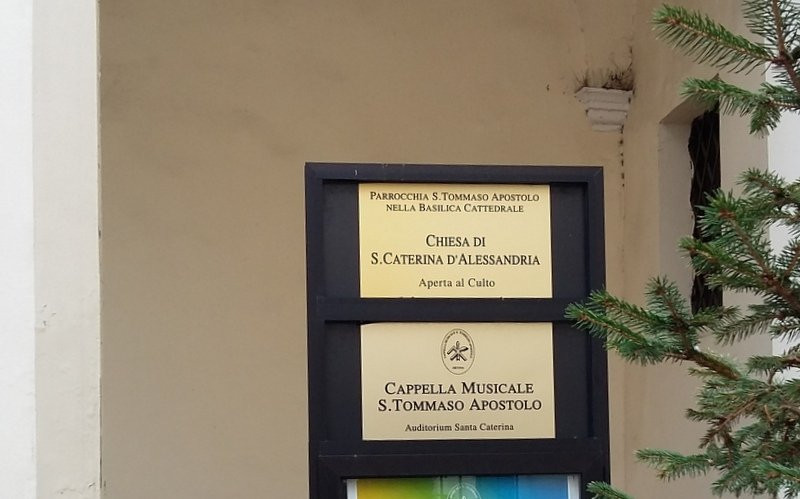 PARROCCHIA S.TOMMASO APOSTOLO
NELLA BASILICA CATTEDRALE
CHIESA DI
S.CATERINA D'ALESSANDRIA
Aperta al Culto
CAPPELLA MUSICALE
S.TOMMASO APOSTOLO
Auditorium Santa Caterina